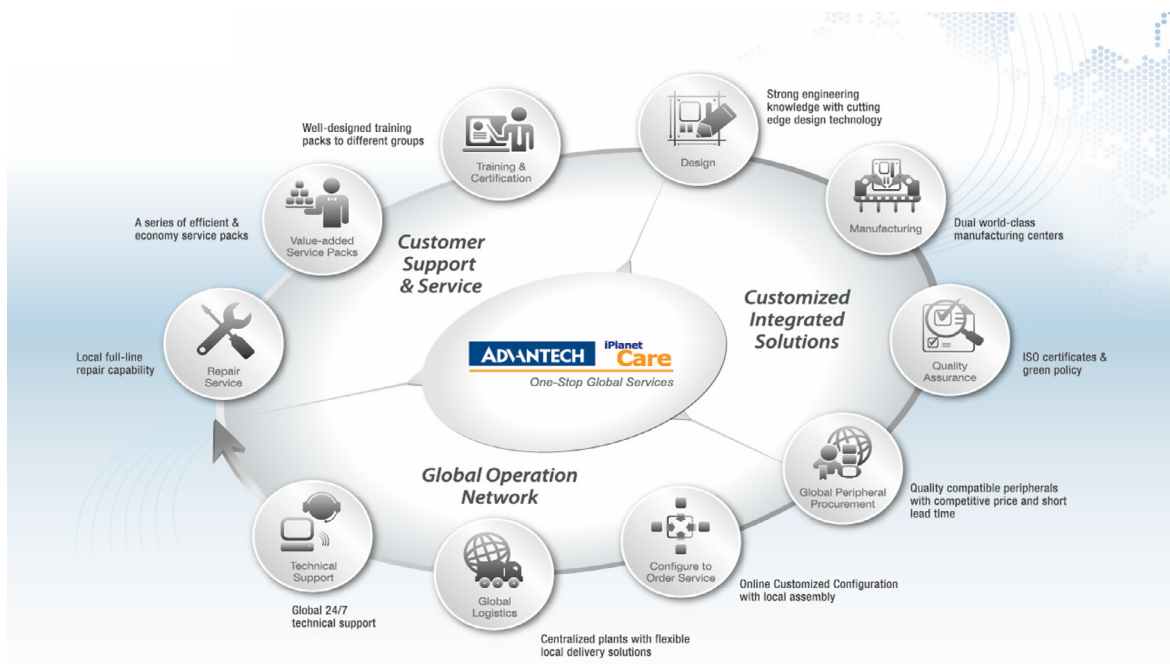 Strong engineering
knowledge with cutting
edge design technology
Design
Well-designed training
packs to different groups
Training &
Certification
Manufacturing
Dual world-class
manufacturing centers
A series of efficient &
economy service packs
Value-added
Service Packs
Customer
Support
& Service
Customized
Integrated
Solutions
ADVANTECH
iPlanet
Care
One-Stop Global Services
Local full-line
repair capability
Repair
Service
Quality
Assurance
ISO certificates &
green policy
Global Operation
Network
Global Peripheral
Procurement
Quality compatible peripherals
with competitive price and short
lead time
Technical
Support
Global 24/7
technical support
Global
Logistics
Centralized plants with flexible
local delivery solutions
Configure to
Order Service
Online Customized Configuration
with local assembly